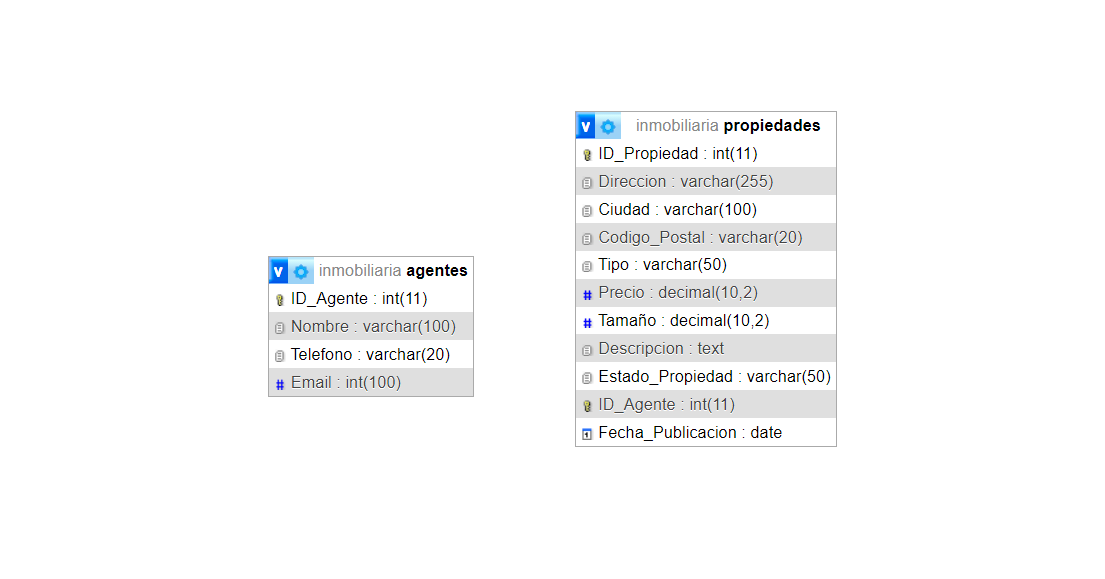 inmobiliaria agentes
ID_Agente : int(11)
Nombre : varchar(100)
Telefono : varchar(20)
Email : int(100)
inmobiliaria propiedades
ID_Propiedad : int(11)
Direccion : varchar(255)
Ciudad : varchar(100)
Codigo_Postal : varchar(20)
Tipo : varchar(50)
Precio : decimal(10,2)
Tamaño : decimal(10,2)
Descripcion : text
Estado_Propiedad : varchar(50)
ID_Agente : int(11)
Fecha_Publicacion : date